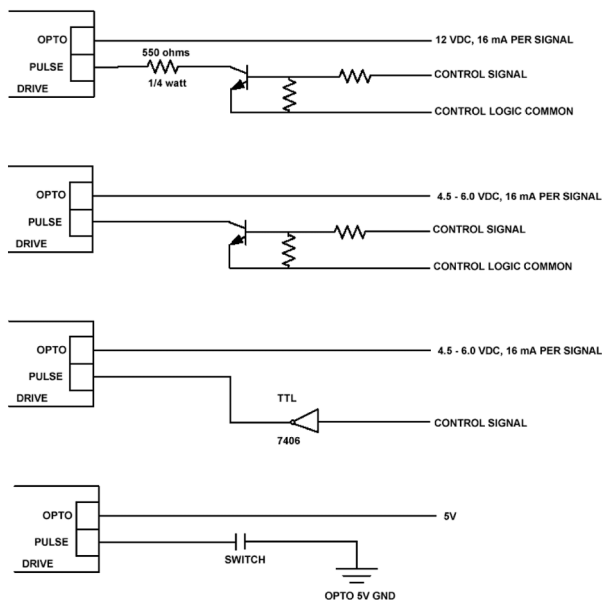 OPTO
12 VDC, 16 mA PER SIGNAL
550 ohms
PULSE
1/4 watt
CONTROL SIGNAL
DRIVE
CONTROL LOGIC COMMON
OPTO
4.5 - 6.0 VDC, 16 mA PER SIGNAL
PULSE
CONTROL SIGNAL
DRIVE
CONTROL LOGIC COMMON
OPTO
4.5 - 6.0 VDC, 16 mA PER SIGNAL
PULSE
DRIVE
TTL
CONTROL SIGNAL
7406
OPTO
5V
PULSE
DRIVE
SWITCH
OPTO 5V GND